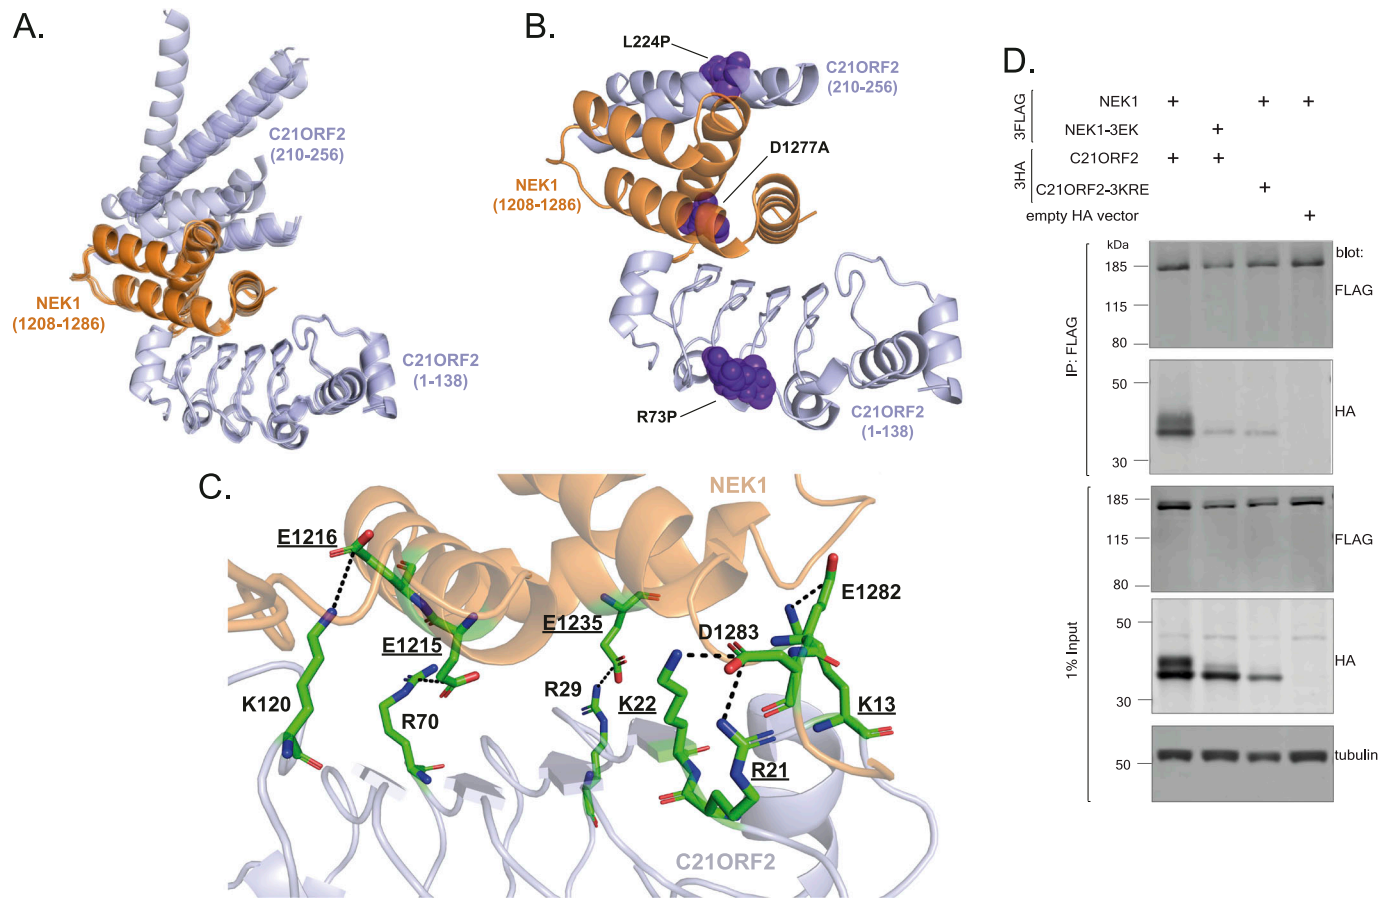 A.
C21ORF2
(210-256)
NEK1
(1208-1286)
C21ORF2
(1-138)
B.
L224P
C21ORF2
(210-256)
D1277A
NEK1
(1208-1286)
R73P
C21ORF2
(1-138)
C.
NEK1
E1216
E1215
E1235
E1282
D1283
K120
R70
R29
K22
R21
K13
C21ORF2
D.
3FLAG
NEK1 + + +
NEK1-3EK +
3HA
C21ORF2 + +
C21ORF2-3KRE +
empty HA vector +
IP: FLAG
kDa
blot:
185
FLAG
115
80
50
HA
30
1% Input
185
FLAG
115
80
50
HA
30
tubulin
50